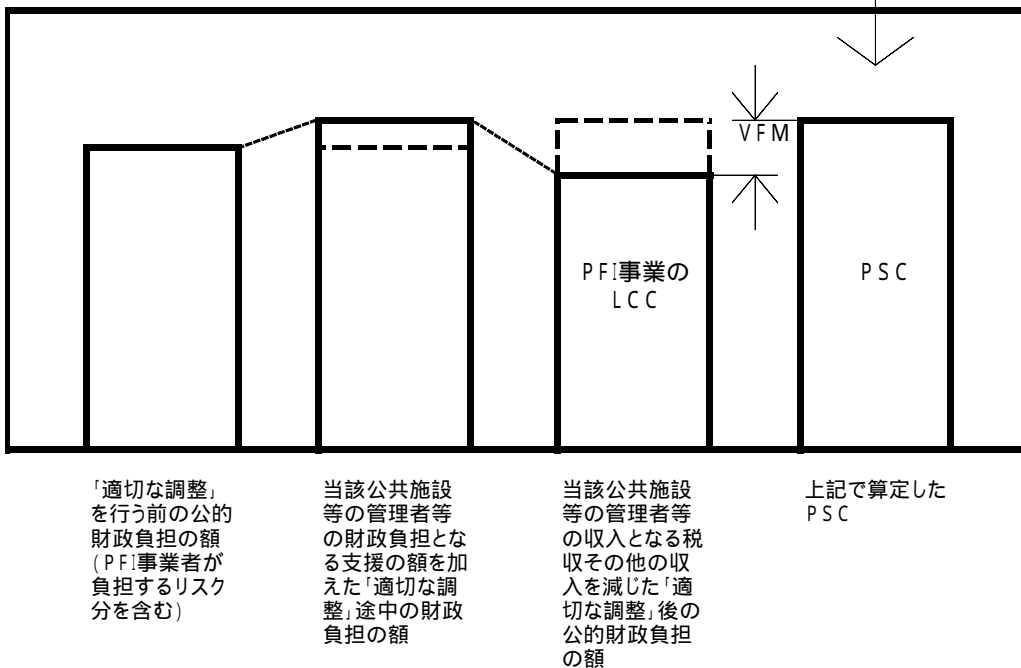 VFM
PFI事業の
LCC
PSC
「適切な調整」
を行う前の公的
財政負担の額
(PFI事業者が
負担するリスク
分を含む)
当該公共施設
等の管理者等
の財政負担とな
る支援の額を加
えた「適切な調
整」途中の財政
負担の額
当該公共施設
等の管理者等
の収入となる税
収その他の収
入を減じた「適
切な調整」後の
公的財政負担
の額
上記で算定した
PSC